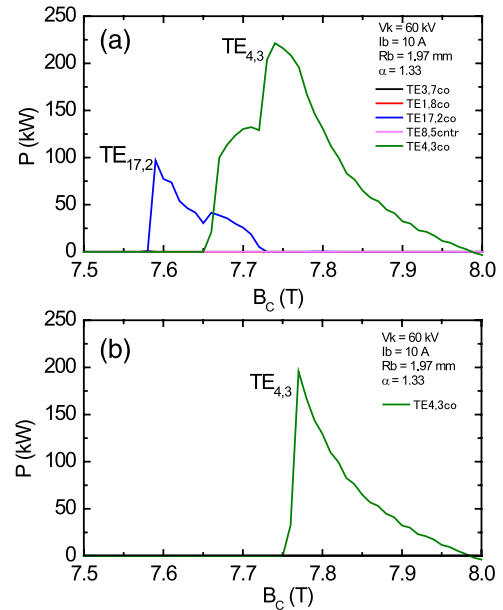 (a)
Vk = 60 kV
Ib = 10 A
Rb = 1.97 mm
α = 1.33
TE3,7co
TE1,8co
TE17,2co
TE8,5cntr
TE4,3co
TE4,3
TE17,2
P (kW)
250
200
150
100
50
0
7.5 7.6 7.7 7.8 7.9 8.0
BC (T)
(b)
Vk = 60 kV
Ib = 10 A
Rb = 1.97 mm
α = 1.33
TE4,3co
TE4,3
P (kW)
250
200
150
100
50
0
7.5 7.6 7.7 7.8 7.9 8.0
BC (T)